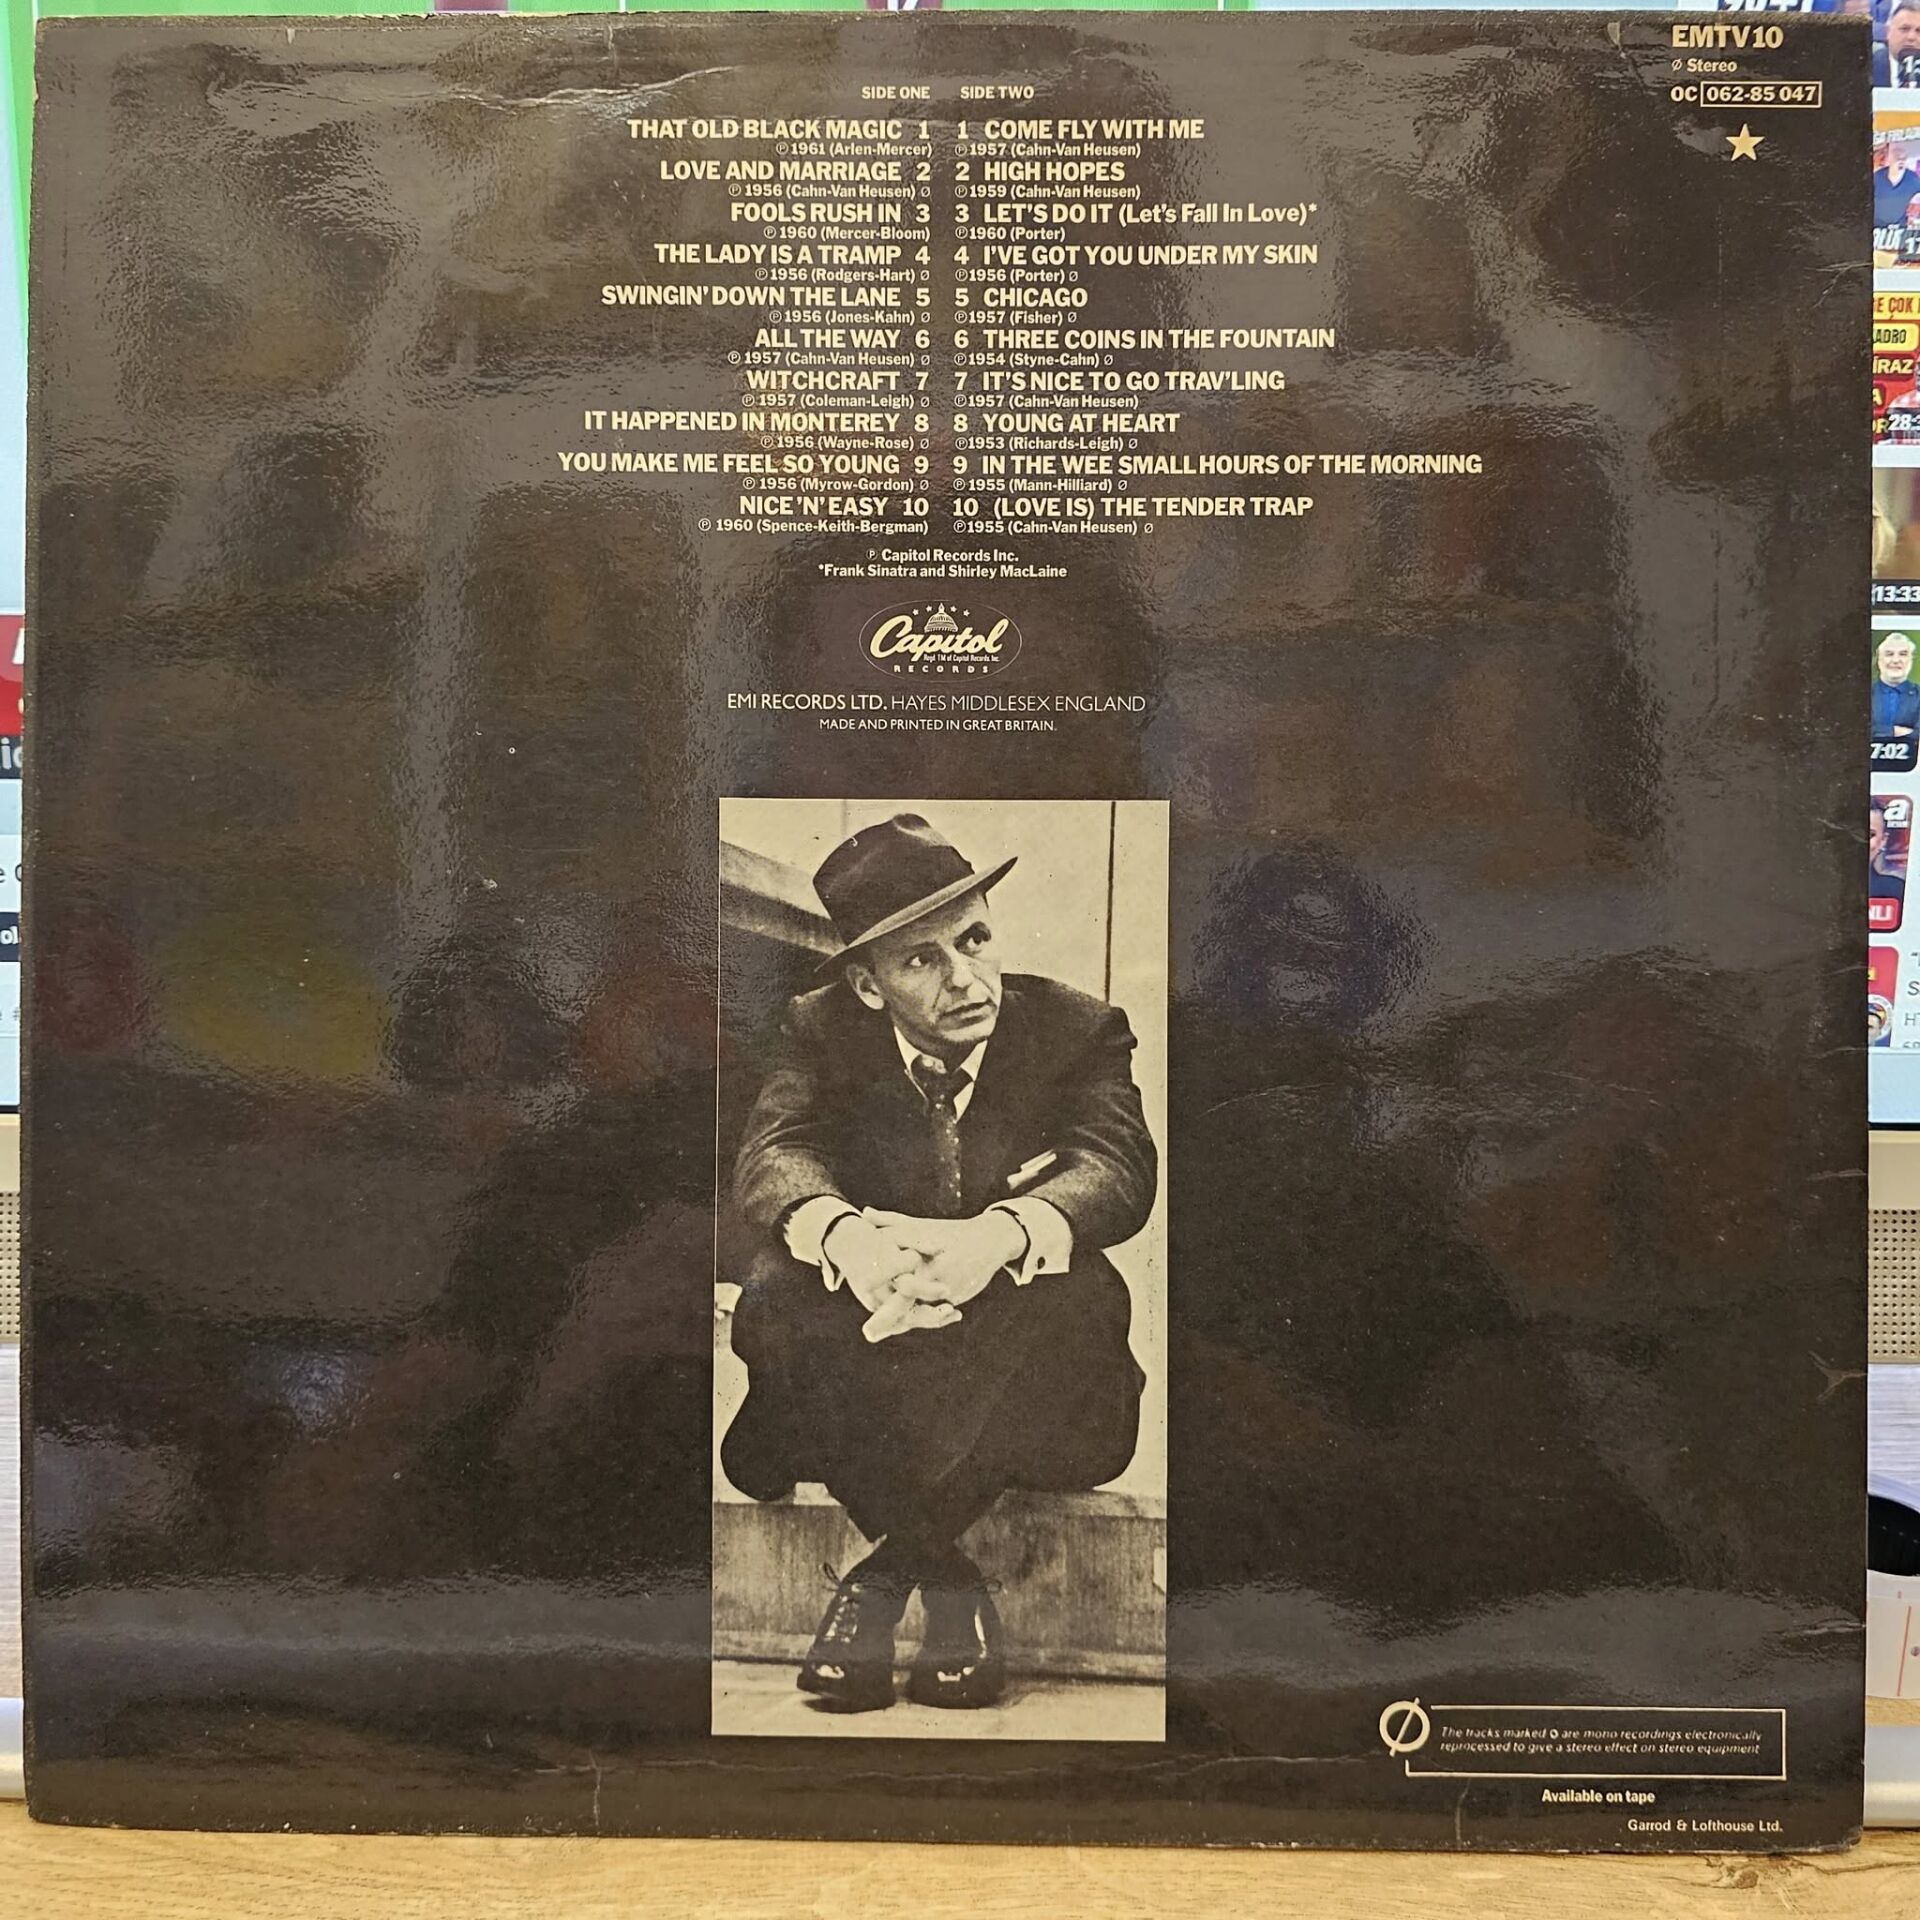 EMTV10
Ø Stereo
OC 062-85 047
SIDE ONE
THAT OLD BLACK MAGIC 1
℗ 1961 (Arlen-Mercer)
LOVE AND MARRIAGE 2
℗ 1956 (Cahn-Van Heusen) Ø
FOOLS RUSH IN 3
℗ 1960 (Mercer-Bloom)
THE LADY IS A TRAMP 4
℗ 1956 (Rodgers-Hart) Ø
SWINGIN' DOWN THE LANE 5
℗ 1956 (Jones-Kahn) Ø
ALL THE WAY 6
℗ 1957 (Cahn-Van Heusen) Ø
WITCHCRAFT 7
℗ 1957 (Coleman-Leigh) Ø
IT HAPPENED IN MONTEREY 8
℗ 1956 (Wayne-Rose) Ø
YOU MAKE ME FEEL SO YOUNG 9
℗ 1956 (Myrow-Gordon) Ø
NICE 'N' EASY 10
℗ 1960 (Spence-Keith-Bergman)
SIDE TWO
1 COME FLY WITH ME
℗1957 (Cahn-Van Heusen)
2 HIGH HOPES
℗1959 (Cahn-Van Heusen)
3 LET'S DO IT (Let's Fall In Love)*
℗1960 (Porter)
4 I'VE GOT YOU UNDER MY SKIN
℗1956 (Porter) Ø
5 CHICAGO
℗1957 (Fisher) Ø
6 THREE COINS IN THE FOUNTAIN
℗1954 (Styne-Cahn) Ø
7 IT'S NICE TO GO TRAV'LING
℗1957 (Cahn-Van Heusen)
8 YOUNG AT HEART
℗1953 (Richards-Leigh) Ø
9 IN THE WEE SMALL HOURS OF THE MORNING
℗1955 (Mann-Hilliard) Ø
10 (LOVE IS) THE TENDER TRAP
℗1955 (Cahn-Van Heusen) Ø
℗ Capitol Records Inc.
*Frank Sinatra and Shirley MacLaine
Capitol
Regd. TM of Capitol Records. Inc.
RECORDS
EMI RECORDS LTD. HAYES MIDDLESEX ENGLAND
MADE AND PRINTED IN GREAT BRITAIN.
The tracks marked Ø are mono recordings electronically
reprocessed to give a stereo effect on stereo equipment
Available on tape
Garrod & Lofthouse Ltd.
13:33
7:02